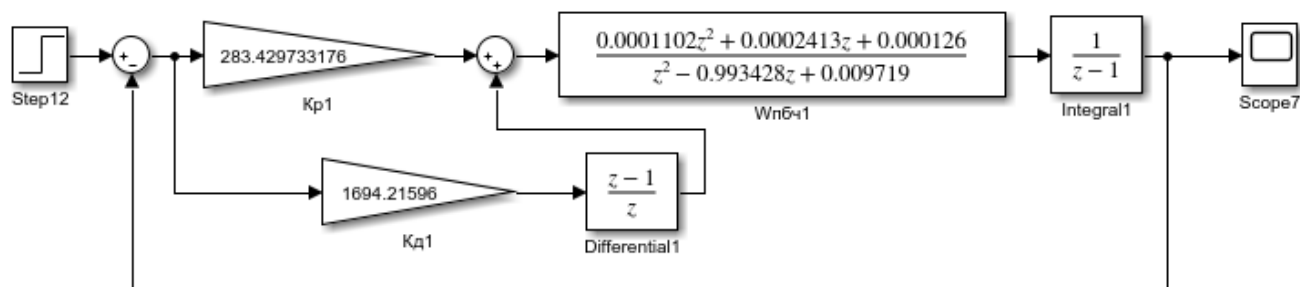 Step12
+
−
283.429733176
Kp1
+
+
0.0001102z² + 0.0002413z + 0.000126
z² − 0.993428z + 0.009719
Wпбч1
1
z − 1
Integral1
Scope7
1694.21596
Kд1
z − 1
z
Differential1